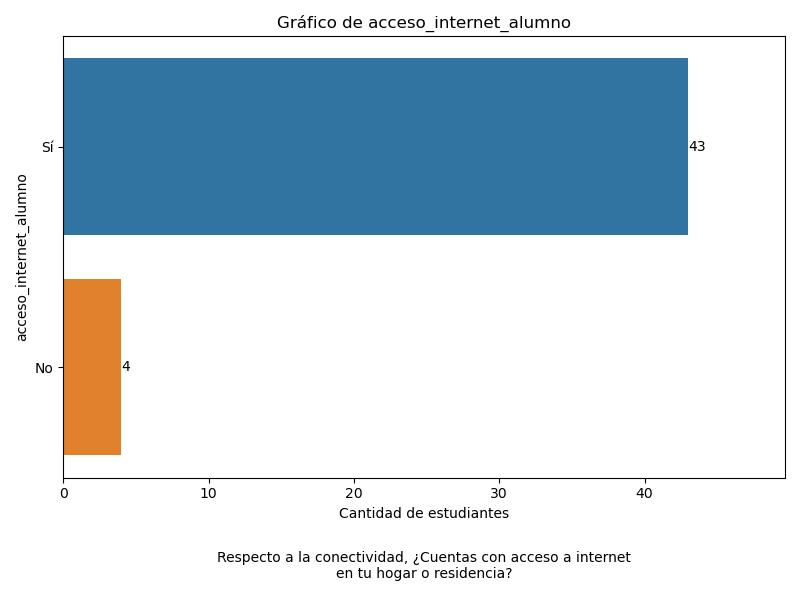 Gráfico de acceso_internet_alumno
acceso_internet_alumno
Sí
43
No
4
0 10 20 30 40
Cantidad de estudiantes
Respecto a la conectividad, ¿Cuentas con acceso a internet
en tu hogar o residencia?